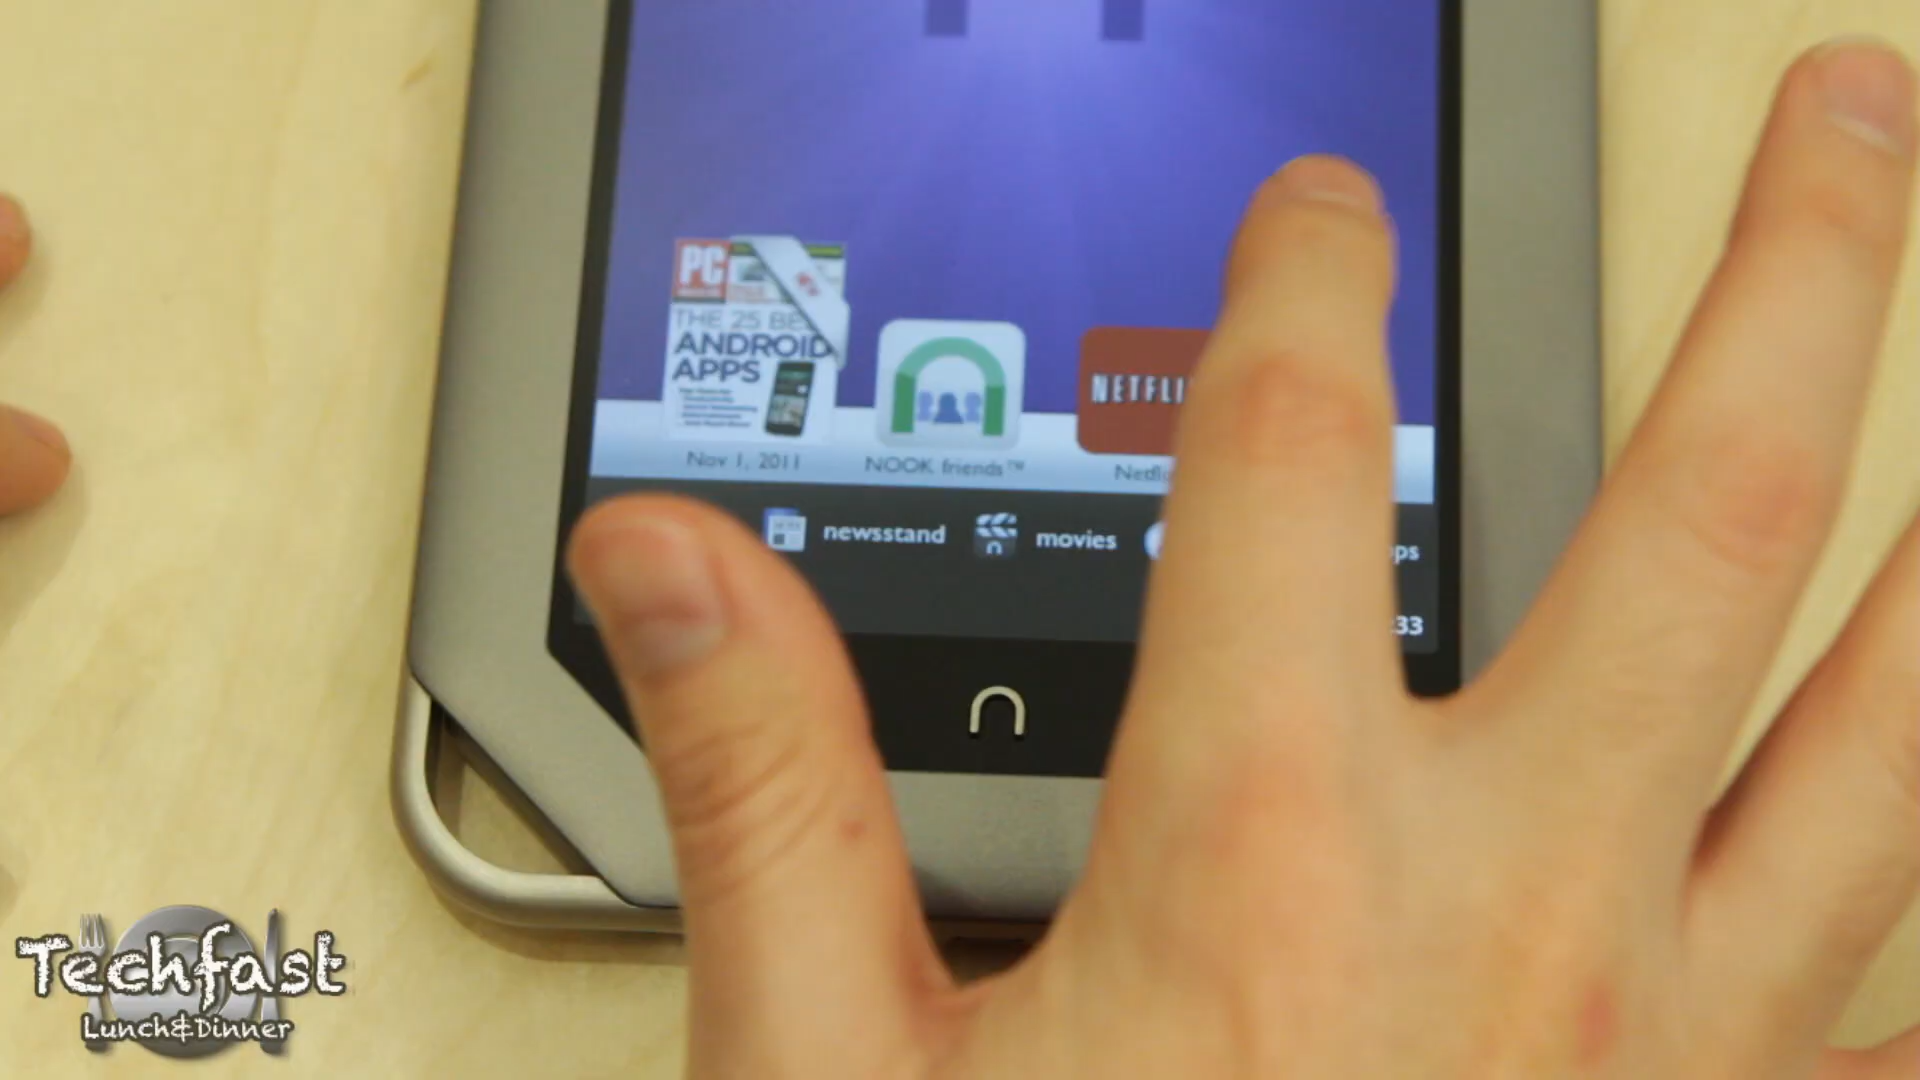 PC
NEW
THE 25 BE
ANDROID
APPS
NETFLI
Nov 1, 2011
NOOK friends™
Netfli
newsstand
movies
ps
:33
Techfast
Lunch&Dinner